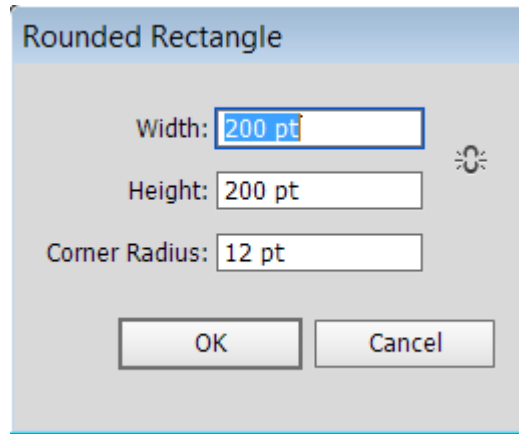 Rounded Rectangle
Width: 200 pt
Height: 200 pt
Corner Radius: 12 pt
OK Cancel